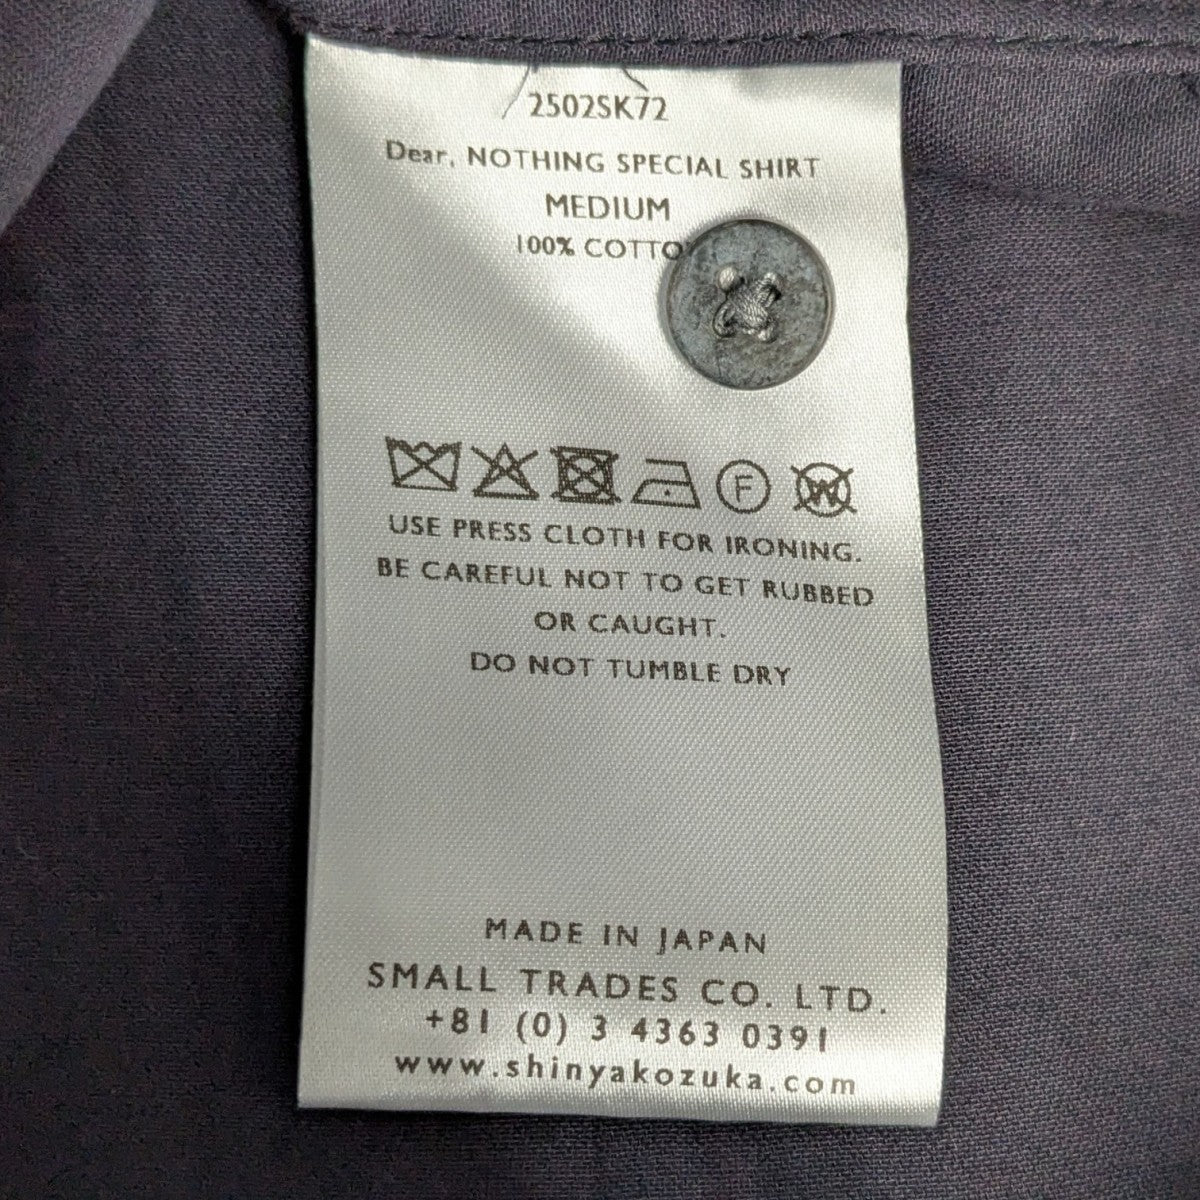 2502SK72
Dear, NOTHING SPECIAL SHIRT
MEDIUM
100% COTTO
F W
USE PRESS CLOTH FOR IRONING.
BE CAREFUL NOT TO GET RUBBED
OR CAUGHT.
DO NOT TUMBLE DRY
MADE IN JAPAN
SMALL TRADES CO. LTD.
+81 (0) 3 4363 0391
www.shinyakozuka.com